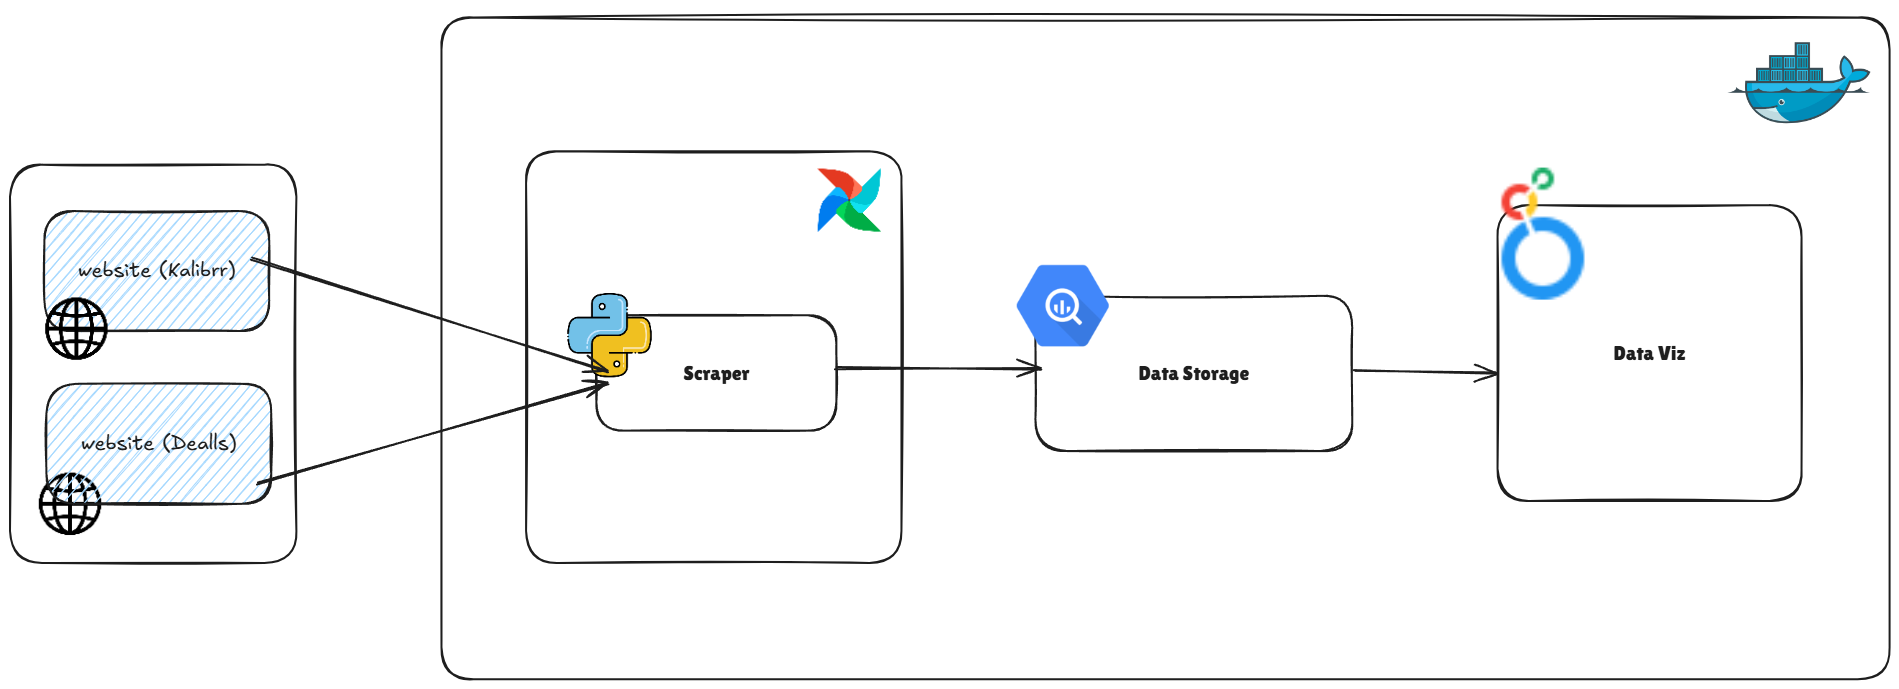 website (Kalibrr)
website (Dealls)
Scraper
Data Storage
Data Viz